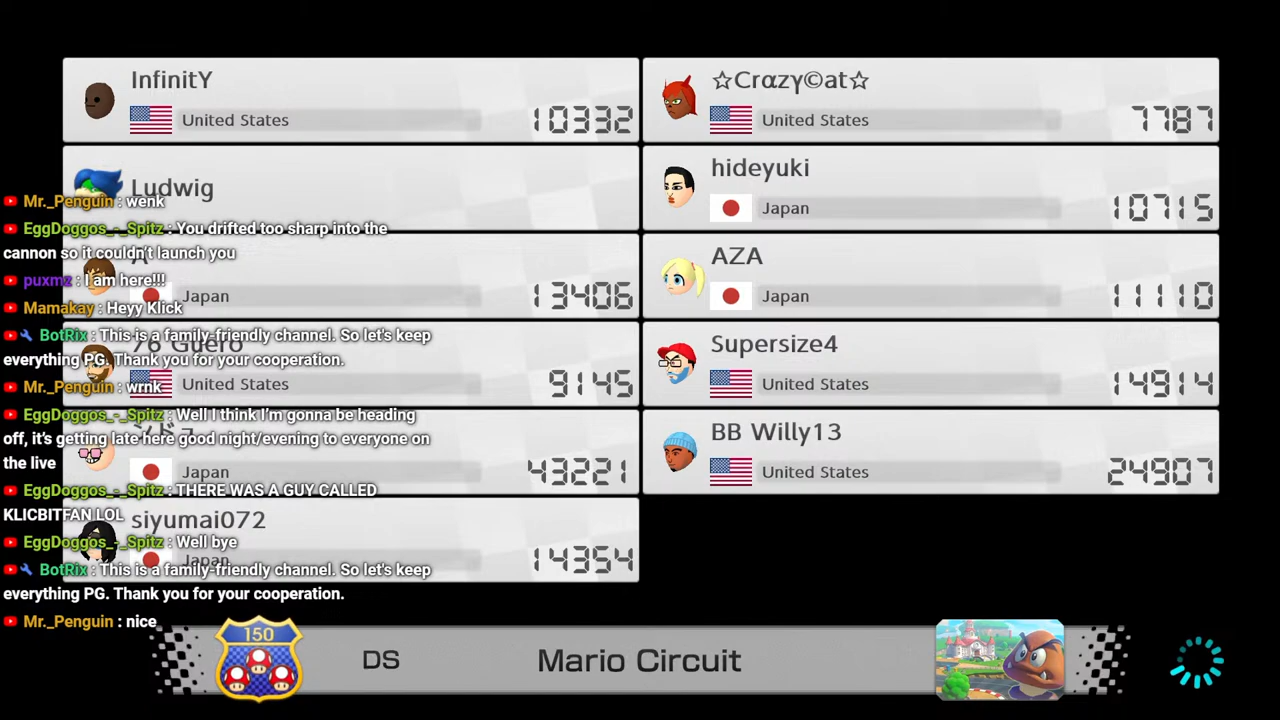 InfinitY
United States
10332
☆Crαzγ©at☆
United States
7787
Ludwig
hideyuki
Japan
10715
Japan
13406
AZA
Japan
11110
76 Guero
United States
9145
Supersize4
United States
14914
Japan
43221
BB Willy13
United States
24907
siyumai072
Japan
14354
Mr._Penguin : wenk
EggDoggos_-_Spitz : You drifted too sharp into the
cannon so it couldn't launch you
puxmz : I am here!!!
Mamakay : Heyy Klick
BotRix : This is a family-friendly channel. So let's keep
everything PG. Thank you for your cooperation.
Mr._Penguin : wrnk
EggDoggos_-_Spitz : Well I think I'm gonna be heading
off, it's getting late here good night/evening to everyone on
the live
EggDoggos_-_Spitz : THERE WAS A GUY CALLED
KLICBITFAN LOL
EggDoggos_-_Spitz : Well bye
BotRix : This is a family-friendly channel. So let's keep
everything PG. Thank you for your cooperation.
Mr._Penguin : nice
150
DS
Mario Circuit